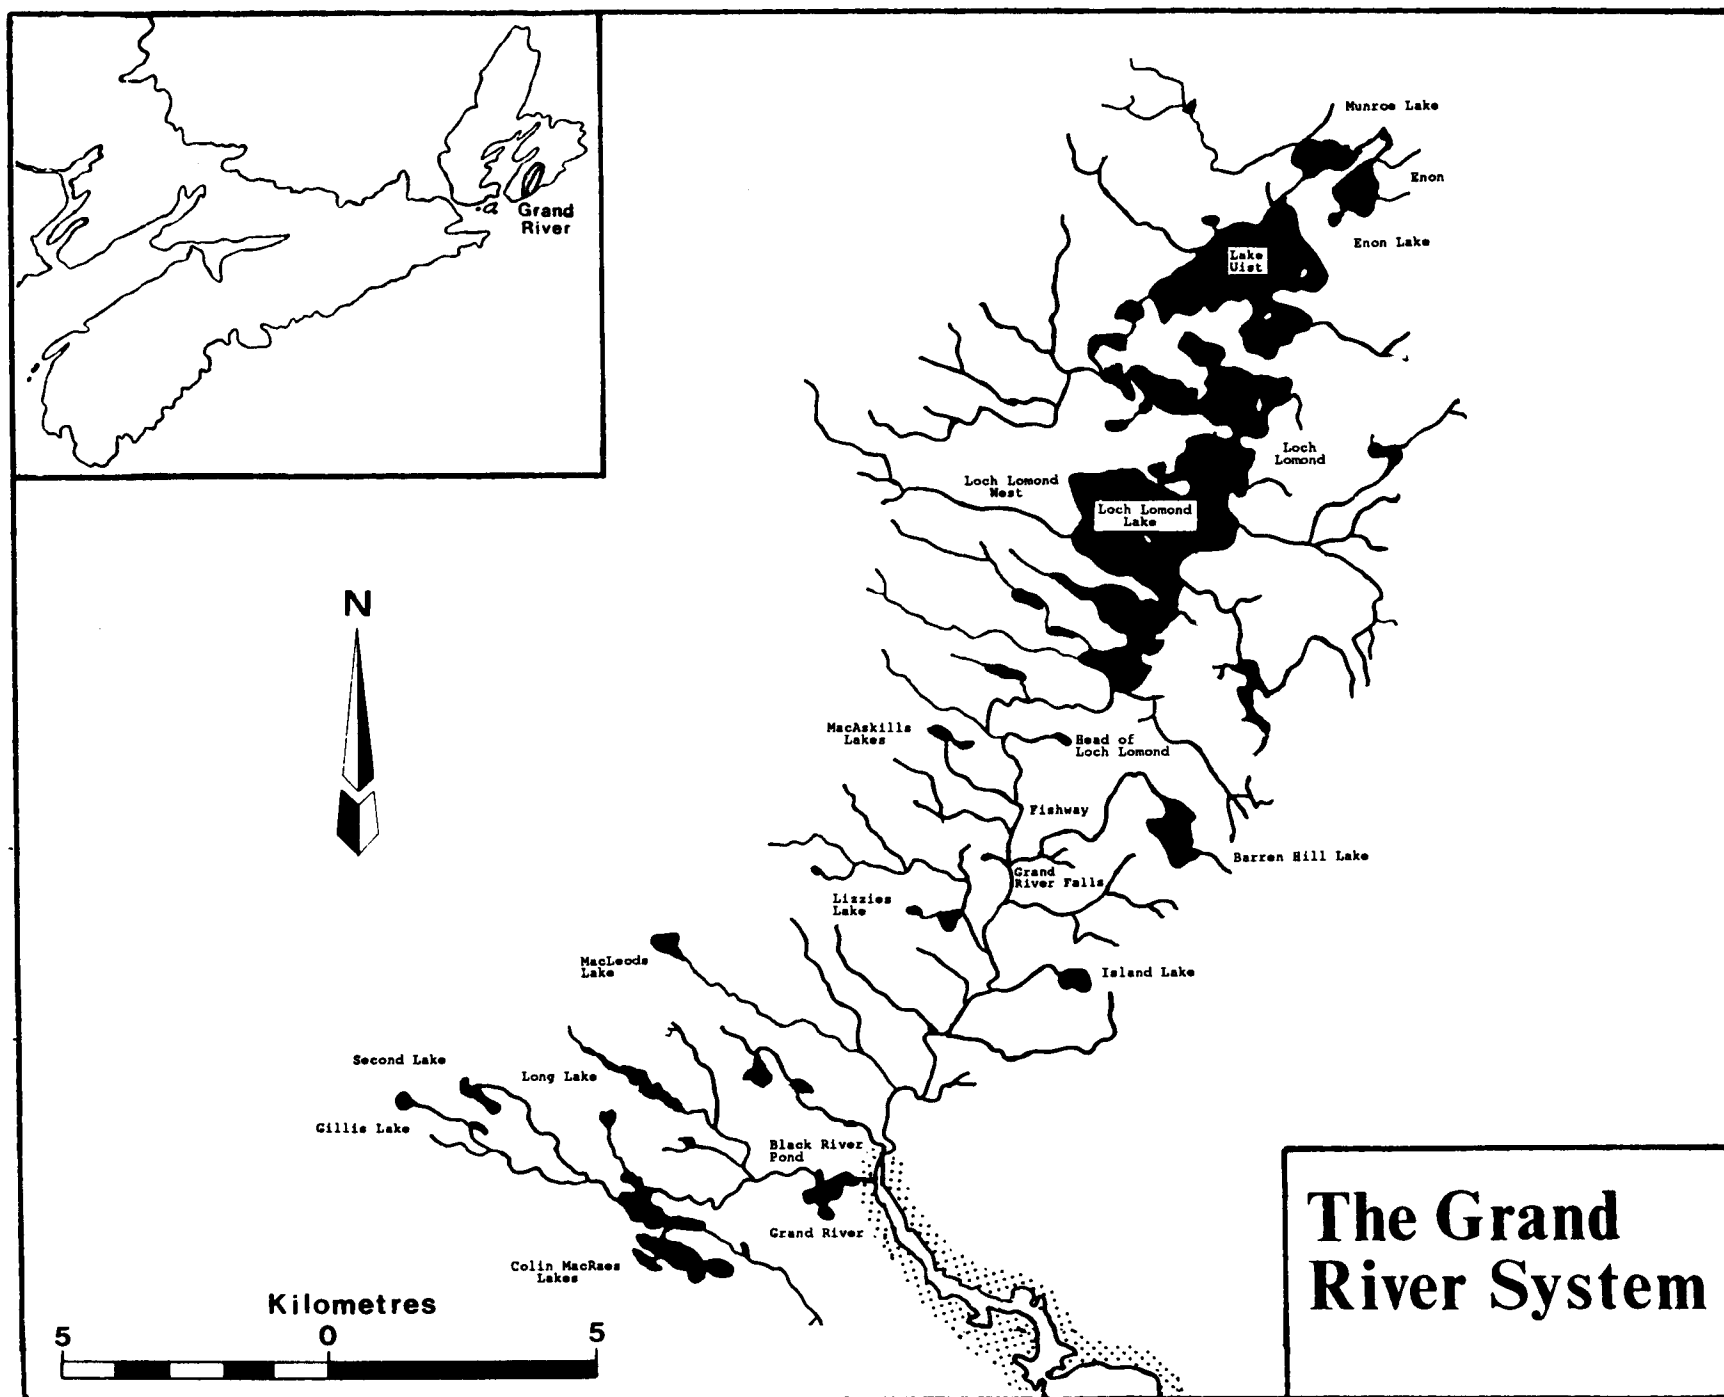 Grand
River
Munroe Lake
Enon
Enon Lake
Lake
Uist
Loch
Lomond
Loch Lomond
West
Loch Lomond
Lake
N
MacAskills
Lakes
Head of
Loch Lomond
Fishway
Barren Hill Lake
Grand
River Falls
Lizzies
Lake
MacLeods
Lake
Island Lake
Second Lake
Long Lake
Gillis Lake
Black River
Pond
Grand River
Colin MacRaes
Lakes
Kilometres
5 0 5
The Grand
River System